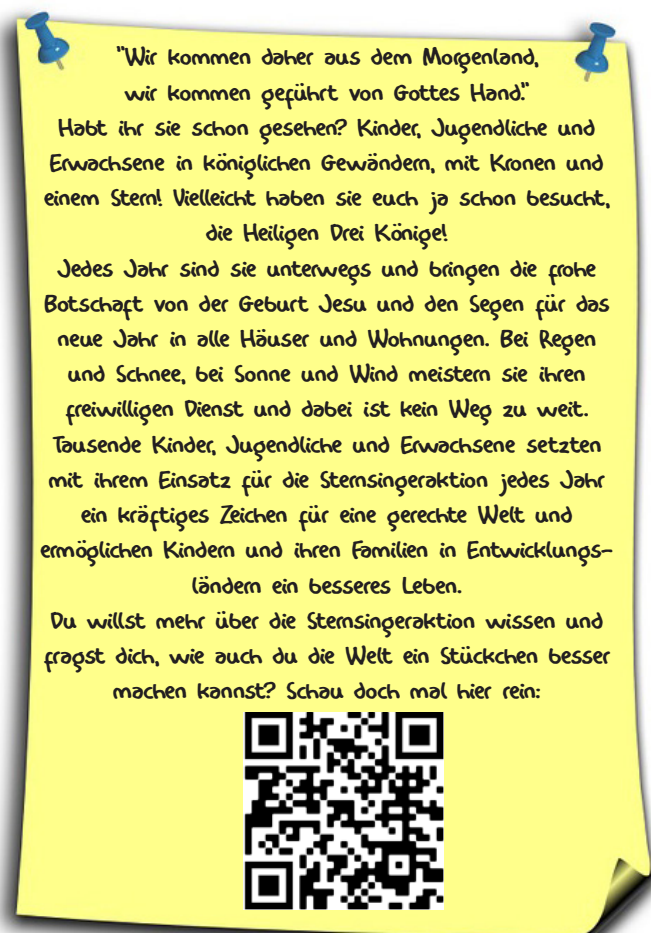 "Wir kommen daher aus dem Morgenland,
wir kommen geführt von Gottes Hand."
Habt ihr sie schon gesehen? Kinder, Jugendliche und
Erwachsene in königlichen Gewändern, mit Kronen und
einem Stern! Vielleicht haben sie euch ja schon besucht,
die Heiligen Drei Könige!
Jedes Jahr sind sie unterwegs und bringen die frohe
Botschaft von der Geburt Jesu und den Segen für das
neue Jahr in alle Häuser und Wohnungen. Bei Regen
und Schnee, bei Sonne und Wind meistern sie ihren
freiwilligen Dienst und dabei ist kein Weg zu weit.
Tausende Kinder, Jugendliche und Erwachsene setzten
mit ihrem Einsatz für die Sternsingeraktion jedes Jahr
ein kräftiges Zeichen für eine gerechte Welt und
ermöglichen Kindern und ihren Familien in Entwicklungs-
ländern ein besseres Leben.
Du willst mehr über die Sternsingeraktion wissen und
fragst dich, wie auch du die Welt ein Stückchen besser
machen kannst? Schau doch mal hier rein: